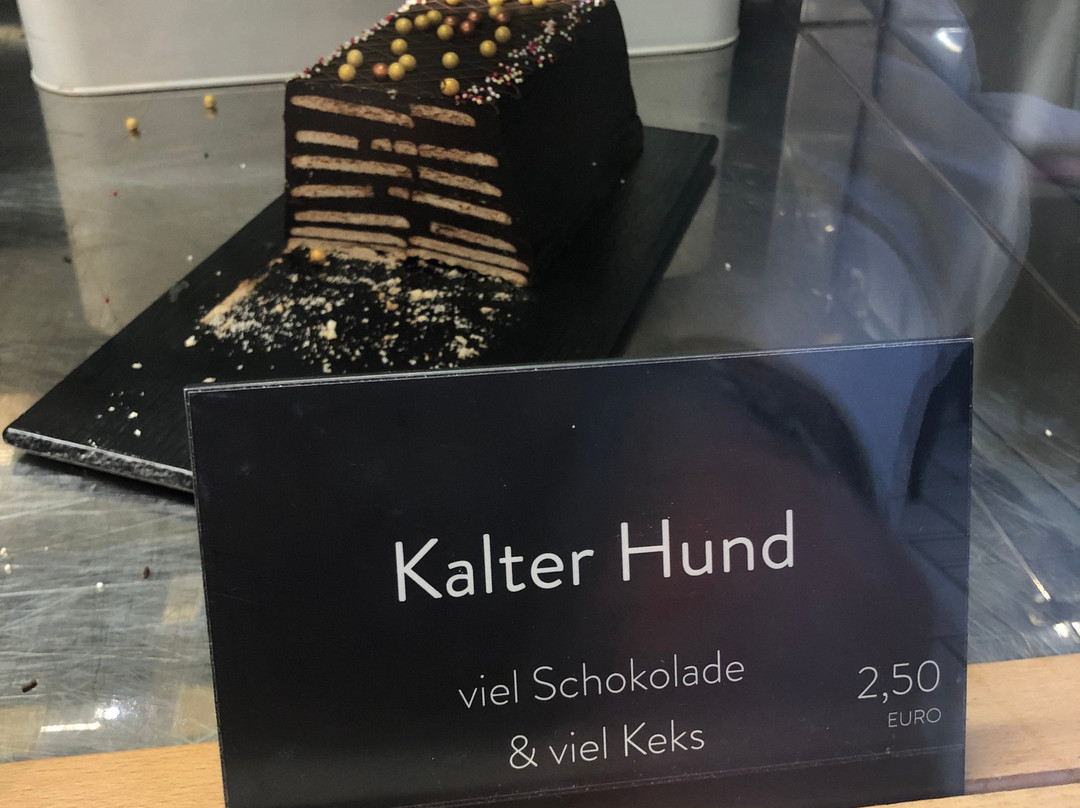 Kalter Hund
viel Schokolade
& viel Keks
2,50
EURO